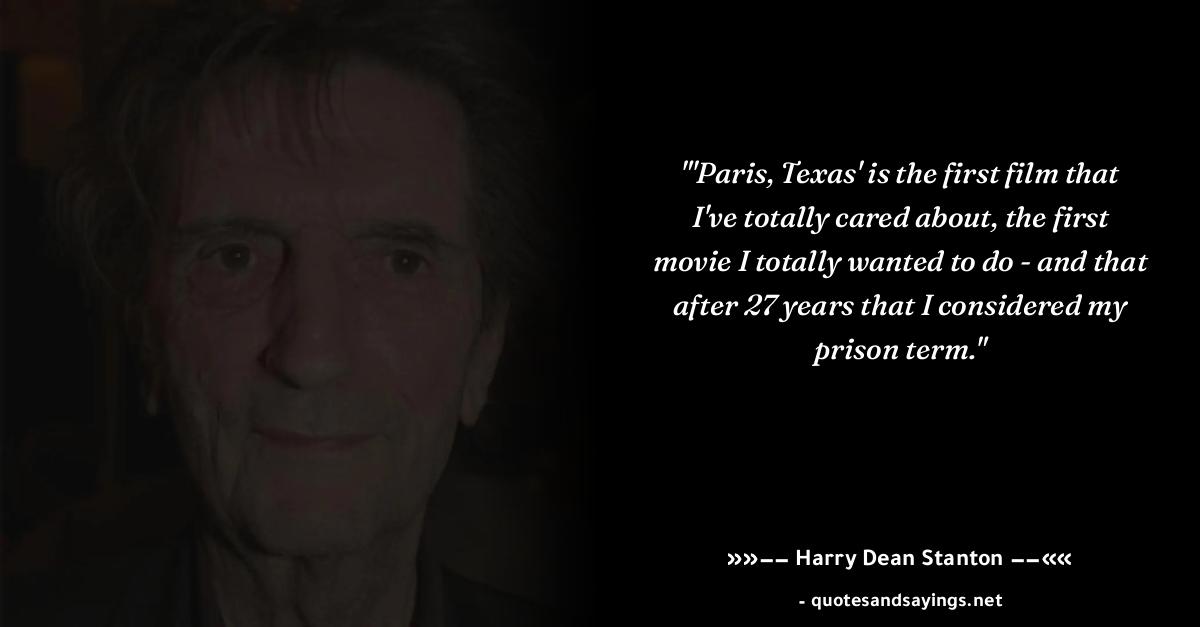 "'Paris, Texas' is the first film that
I've totally cared about, the first
movie I totally wanted to do - and that
after 27 years that I considered my
prison term."
»»−− Harry Dean Stanton −−««
- quotesandsayings.net